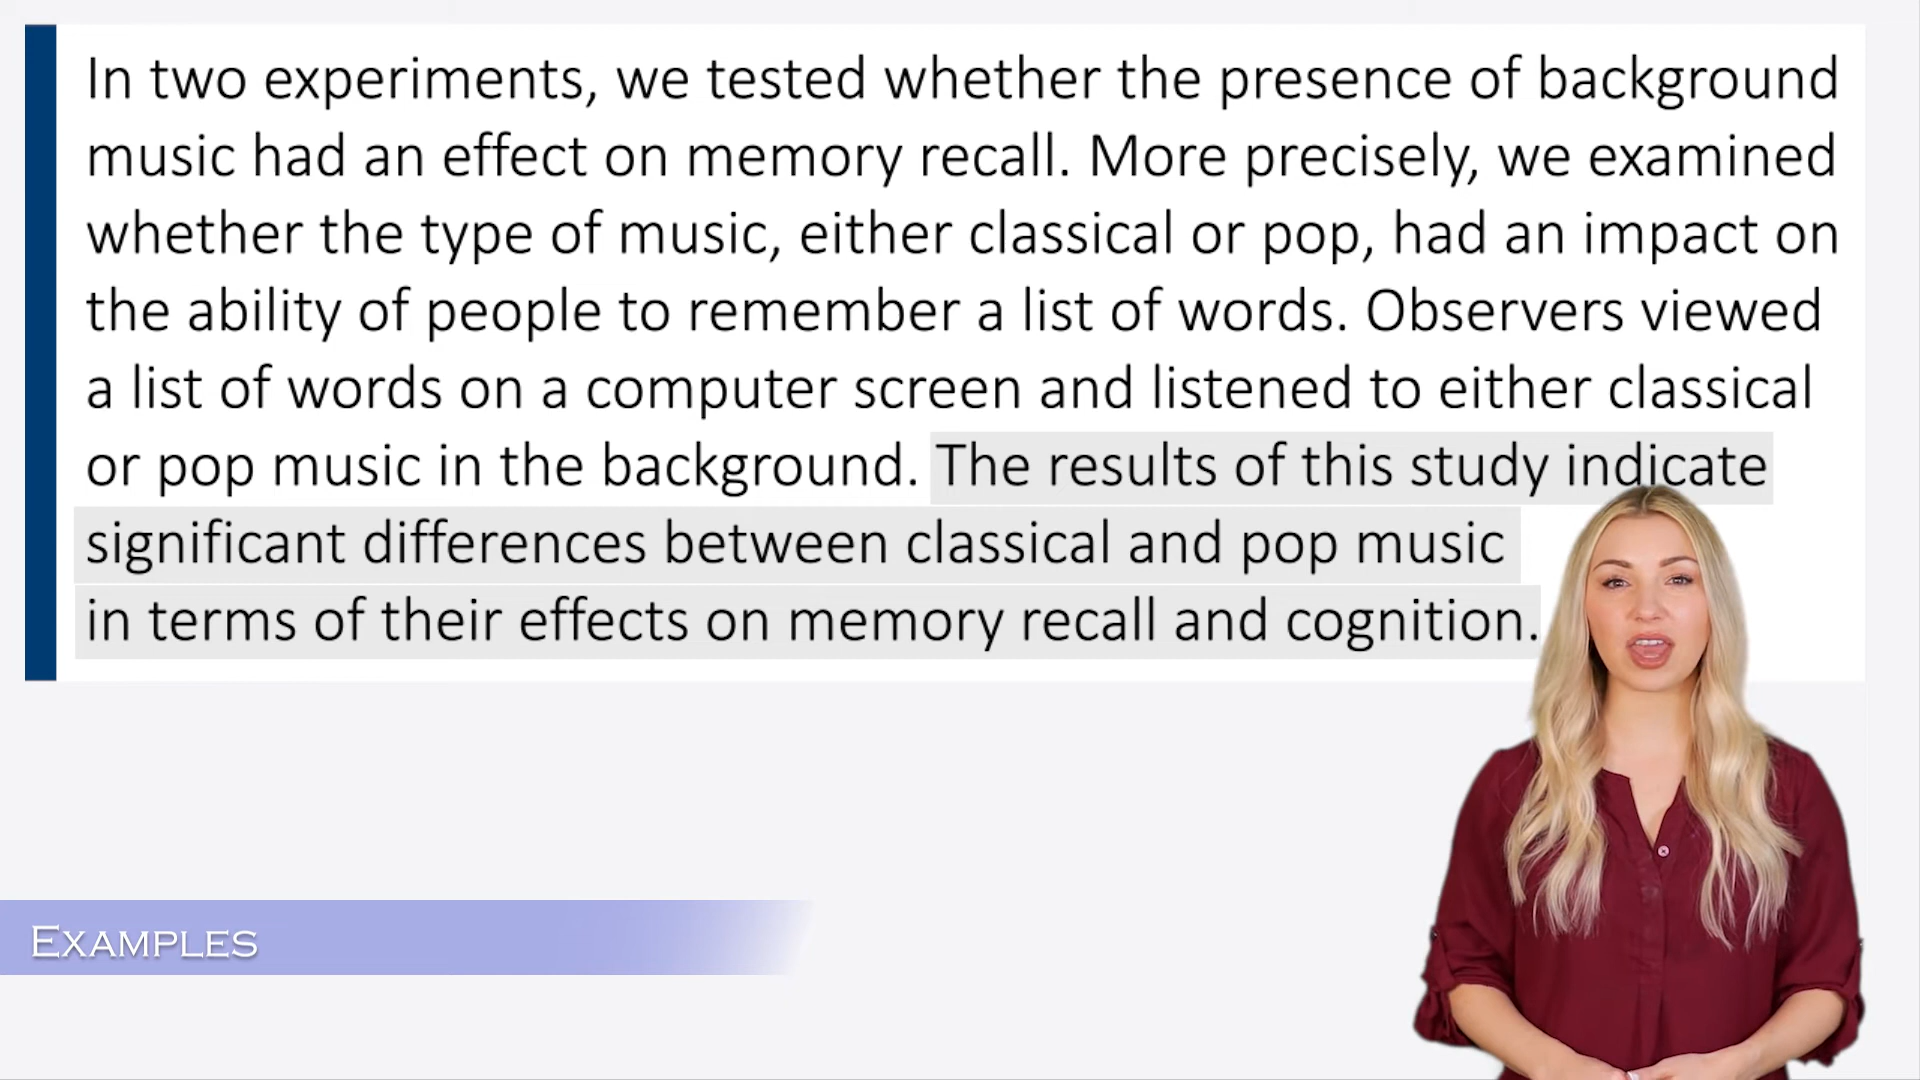 In two experiments, we tested whether the presence of background
music had an effect on memory recall. More precisely, we examined
whether the type of music, either classical or pop, had an impact on
the ability of people to remember a list of words. Observers viewed
a list of words on a computer screen and listened to either classical
or pop music in the background. The results of this study indicate
significant differences between classical and pop music
in terms of their effects on memory recall and cognition.
EXAMPLES